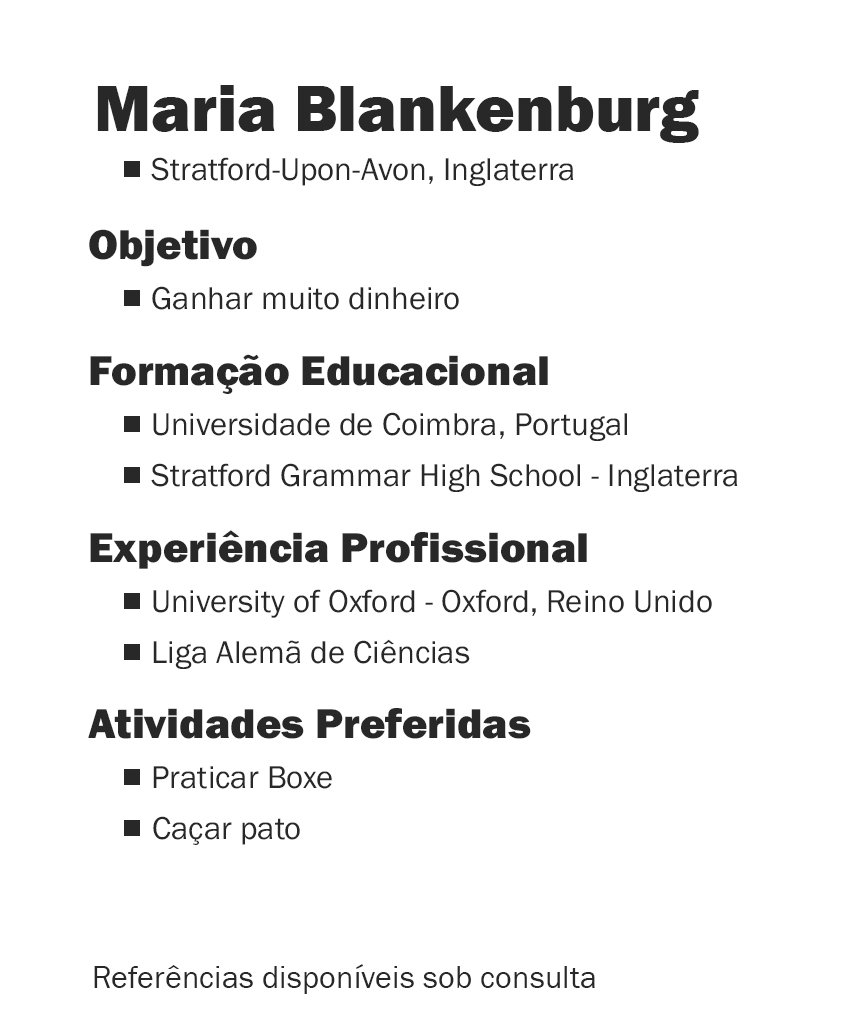 Maria Blankenburg
■ Stratford-Upon-Avon, Inglaterra
Objetivo
■ Ganhar muito dinheiro
Formação Educacional
■ Universidade de Coimbra, Portugal
■ Stratford Grammar High School - Inglaterra
Experiência Profissional
■ University of Oxford - Oxford, Reino Unido
■ Liga Alemã de Ciências
Atividades Preferidas
■ Praticar Boxe
■ Caçar pato
Referências disponíveis sob consulta